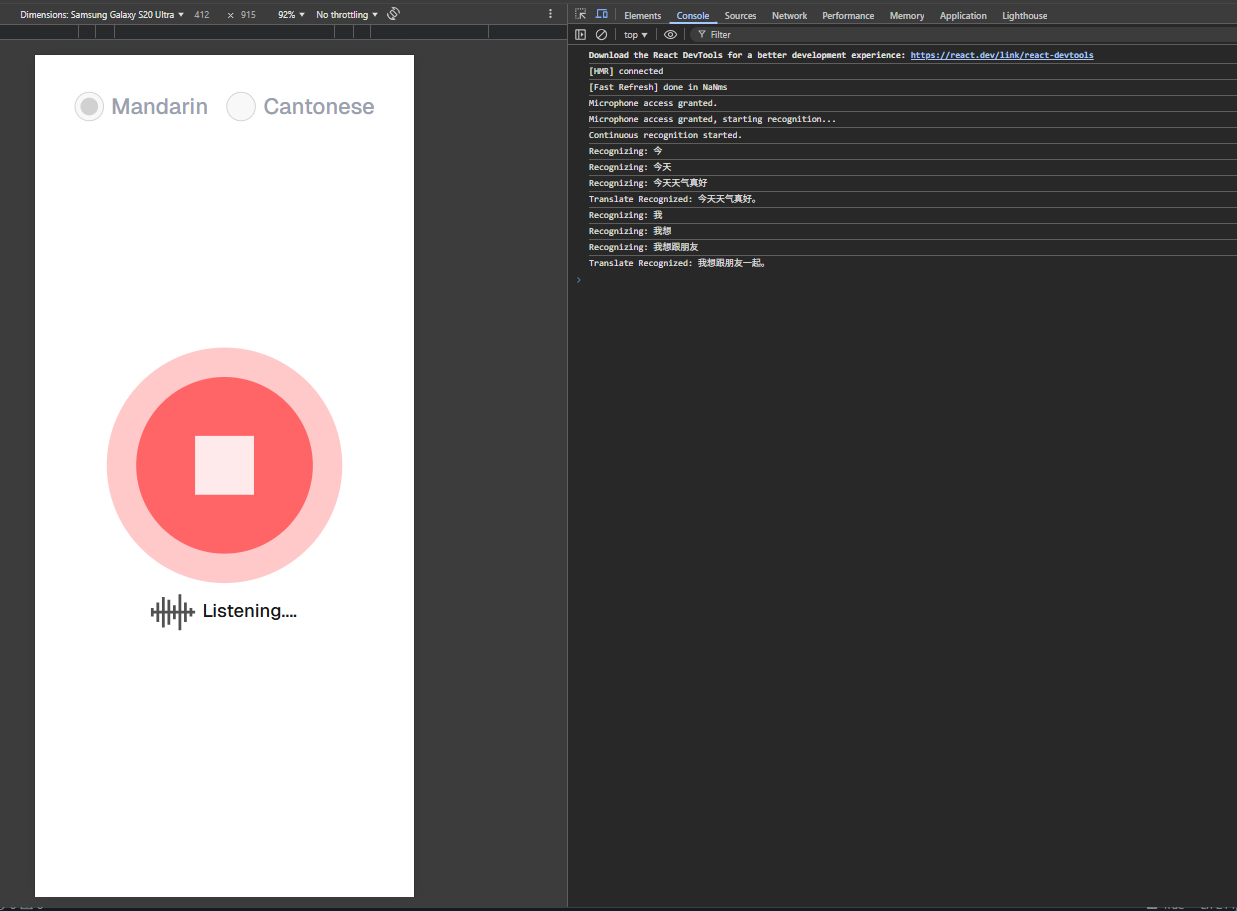 Dimensions: Samsung Galaxy S20 Ultra 412 x 915 92% No throttling
Elements Console Sources Network Performance Memory Application Lighthouse
top Filter
Mandarin Cantonese
Listening....
Download the React DevTools for a better development experience: https://react.dev/link/react-devtools
[HMR] connected
[Fast Refresh] done in NaNms
Microphone access granted.
Microphone access granted, starting recognition...
Continuous recognition started.
Recognizing: 今
Recognizing: 今天
Recognizing: 今天天气真好
Translate Recognized: 今天天气真好。
Recognizing: 我
Recognizing: 我想
Recognizing: 我想跟朋友
Translate Recognized: 我想跟朋友一起。